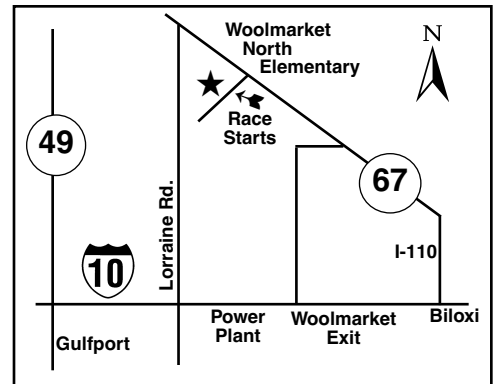 Woolmarket
North
Elementary
N
Race
Starts
49
67
Lorraine Rd.
10
I-110
Power
Plant
Woolmarket
Exit
Biloxi
Gulfport